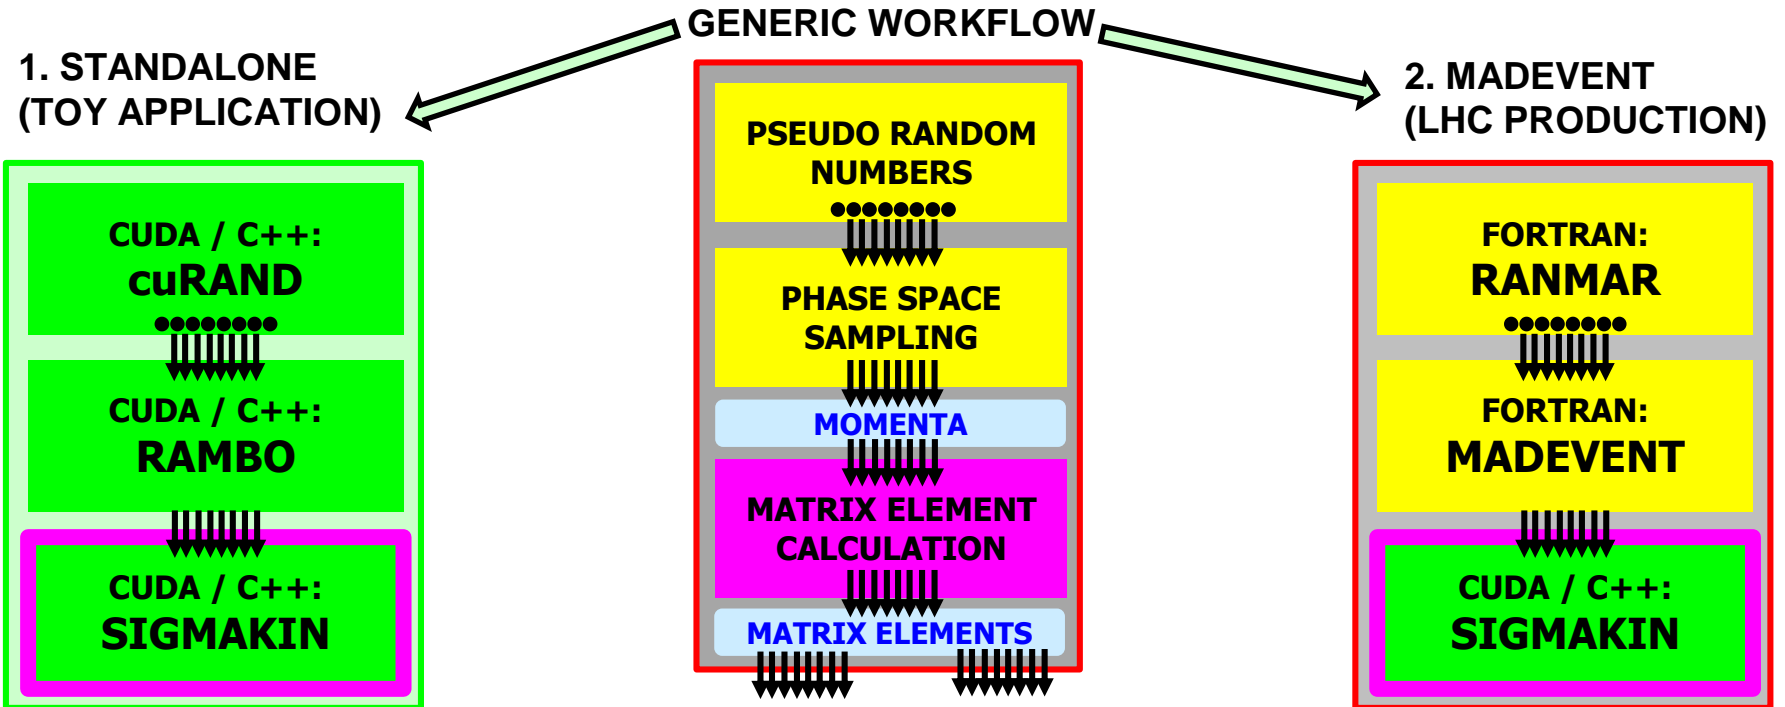 GENERIC WORKFLOW
1. STANDALONE
(TOY APPLICATION)
CUDA / C++:
cuRAND
CUDA / C++:
RAMBO
CUDA / C++:
SIGMAKIN
PSEUDO RANDOM
NUMBERS
PHASE SPACE
SAMPLING
MOMENTA
MATRIX ELEMENT
CALCULATION
MATRIX ELEMENTS
2. MADEVENT
(LHC PRODUCTION)
FORTRAN:
RANMAR
FORTRAN:
MADEVENT
CUDA / C++:
SIGMAKIN